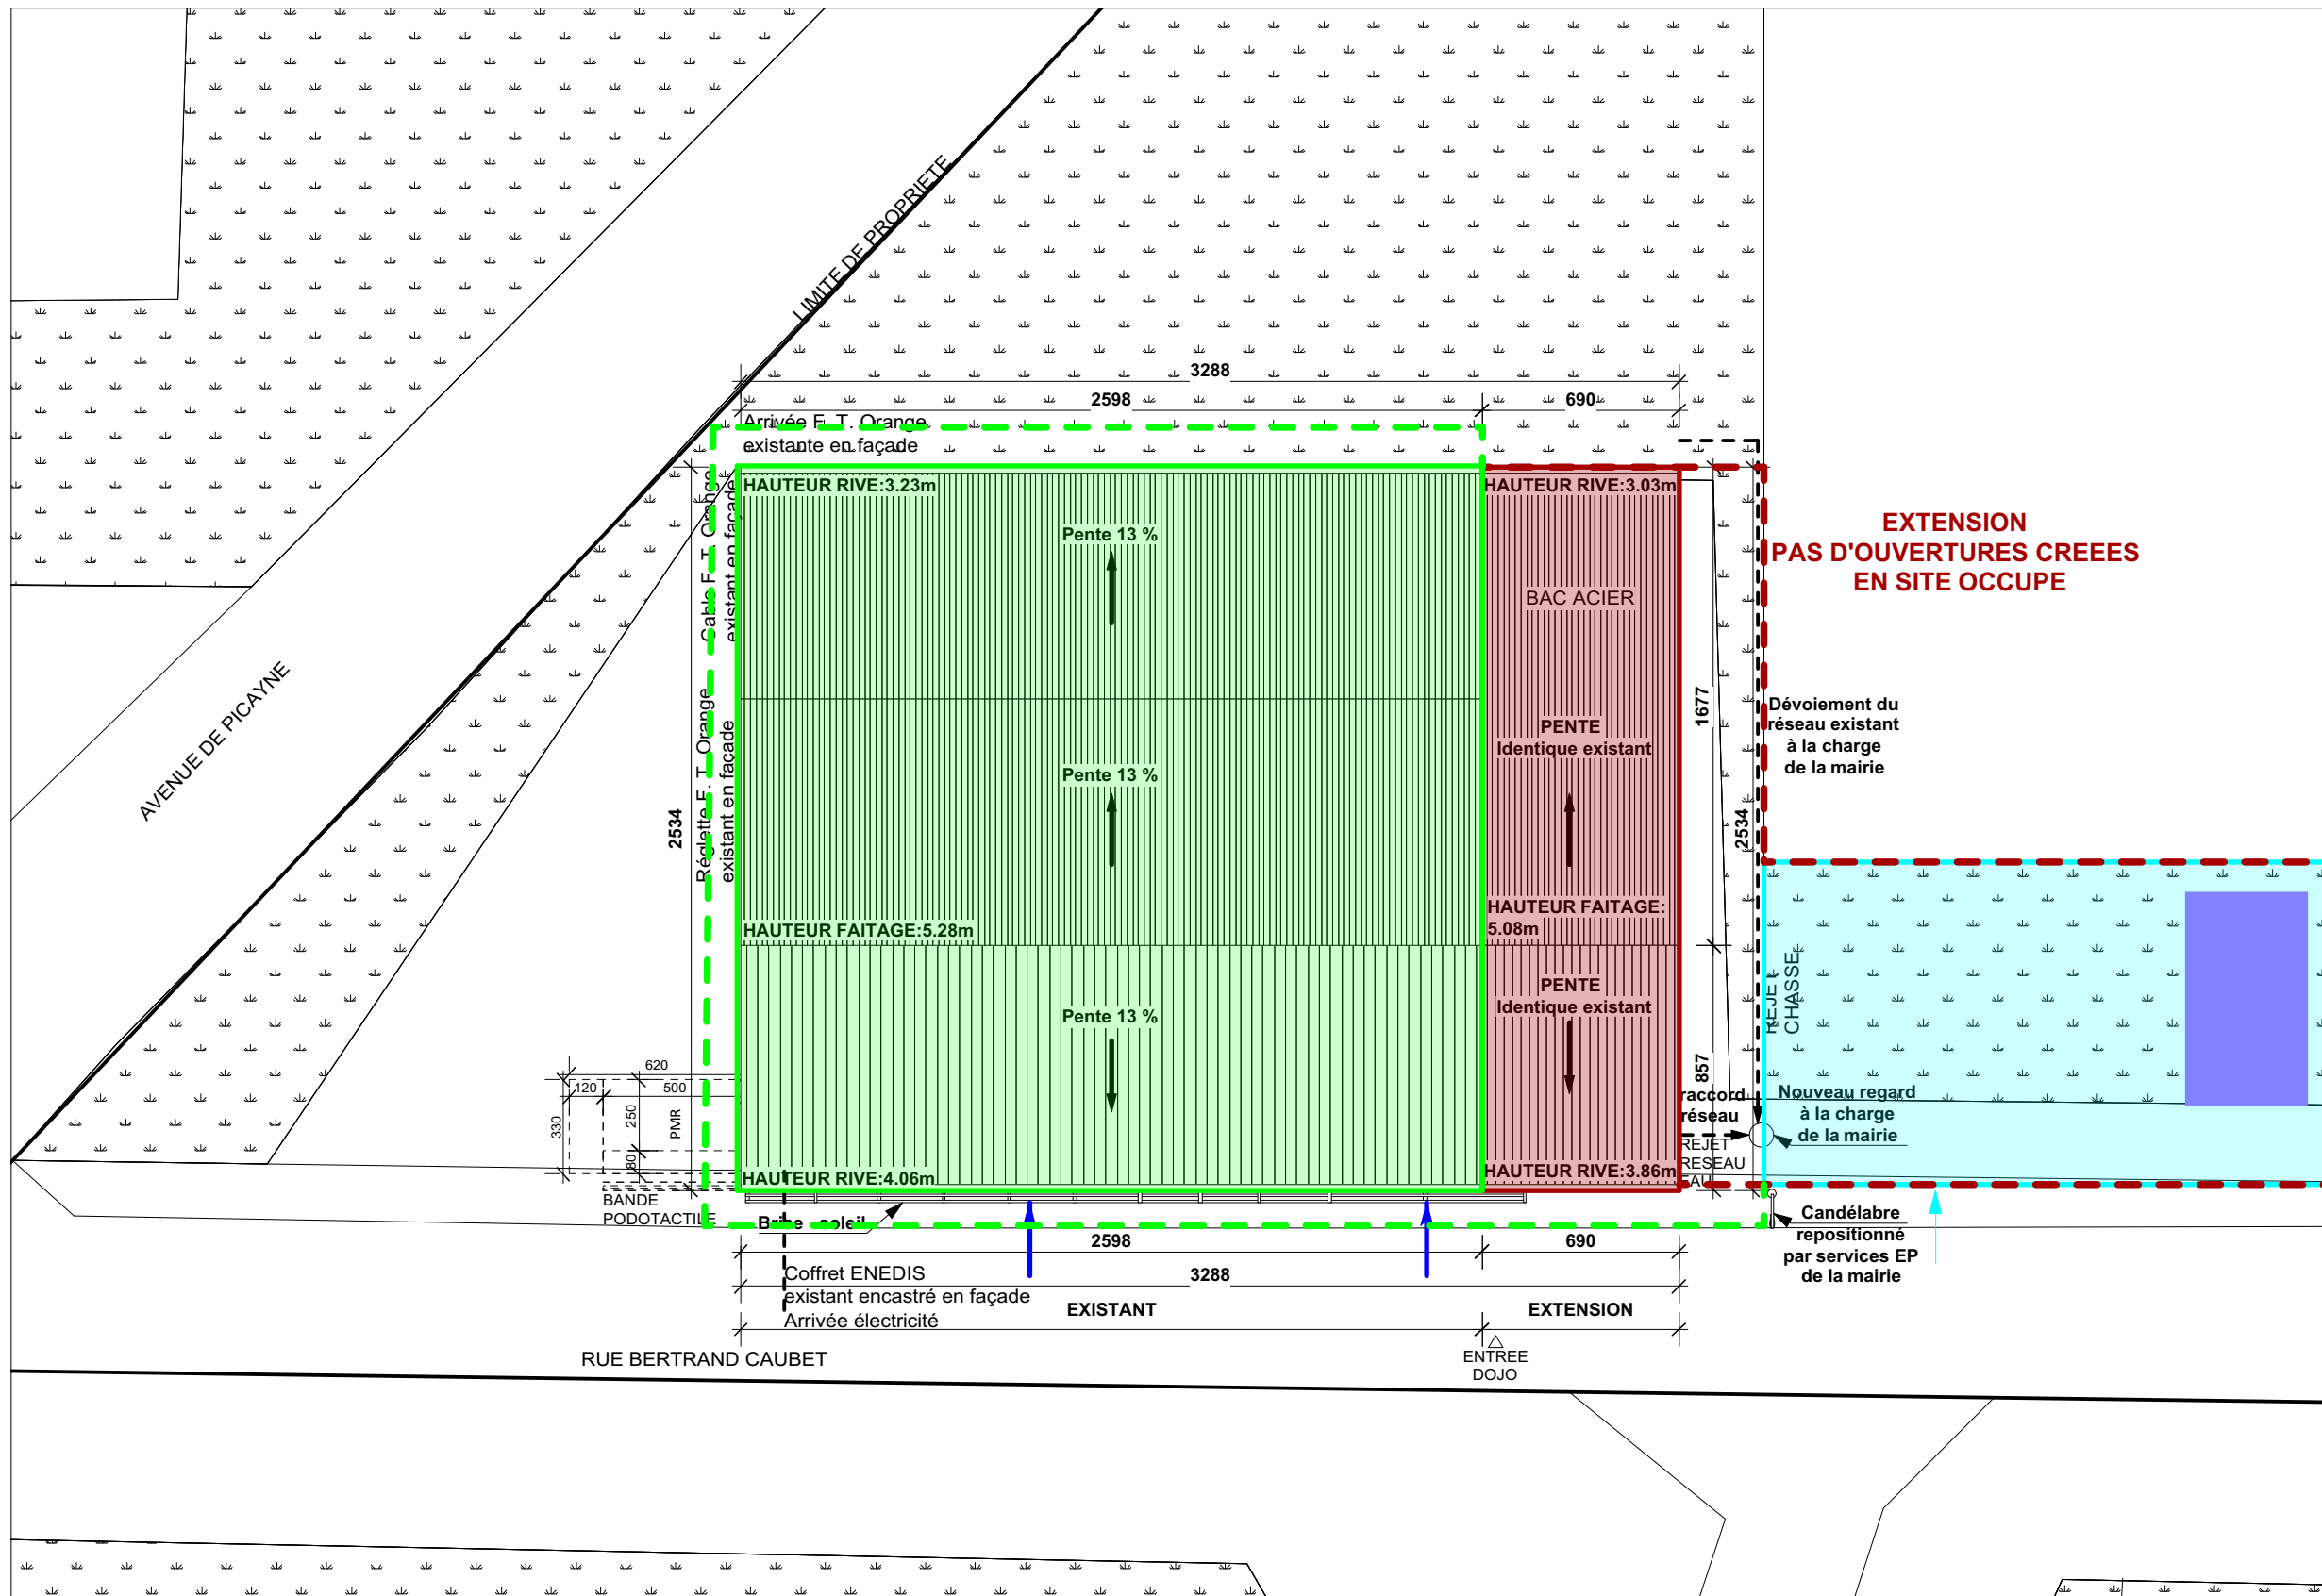 LIMITE DE PROPRIETE
AVENUE DE PICAYNE
3288
2598
690
Arrivée F. T. Orange
existante en façade
Cable F. T. Orange
existant en façade
Réglette F. T. Orange
existant en façade
HAUTEUR RIVE:3.23m
HAUTEUR RIVE:3.03m
Pente 13 %
EXTENSION
PAS D'OUVERTURES CREEES
EN SITE OCCUPE
BAC ACIER
1677
Dévoiement du
réseau existant
à la charge
de la mairie
PENTE
Identique existant
Pente 13 %
2534
2534
HAUTEUR FAITAGE:5.28m
HAUTEUR FAITAGE:
5.08m
PENTE
Identique existant
Pente 13 %
REJET
CHASSE
857
620
120
500
330
250
80
PMR
raccord
réseau
Nouveau regard
à la charge
de la mairie
REJET
RESEAU
EAU
HAUTEUR RIVE:4.06m
HAUTEUR RIVE:3.86m
BANDE
PODOTACTILE
Brise - soleil
Candélabre
repositionné
par services EP
de la mairie
2598
690
3288
Coffret ENEDIS
existant encastré en façade
Arrivée électricité
EXISTANT
EXTENSION
RUE BERTRAND CAUBET
ENTREE
DOJO